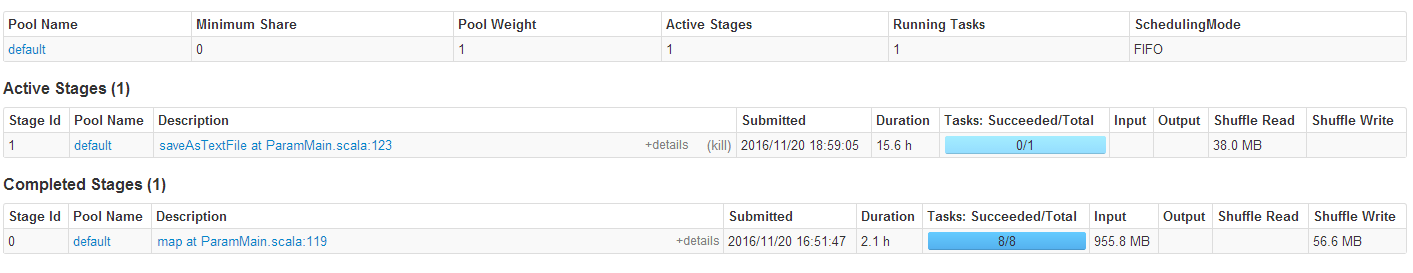 Pool Name Minimum Share Pool Weight Active Stages Running Tasks SchedulingMode
default 0 1 1 1 FIFO
Active Stages (1)
Stage Id Pool Name Description Submitted Duration Tasks: Succeeded/Total Input Output Shuffle Read Shuffle Write
1 default saveAsTextFile at ParamMain.scala:123 +details (kill) 2016/11/20 18:59:05 15.6 h 0/1 38.0 MB
Completed Stages (1)
Stage Id Pool Name Description Submitted Duration Tasks: Succeeded/Total Input Output Shuffle Read Shuffle Write
0 default map at ParamMain.scala:119 +details 2016/11/20 16:51:47 2.1 h 8/8 955.8 MB 56.6 MB